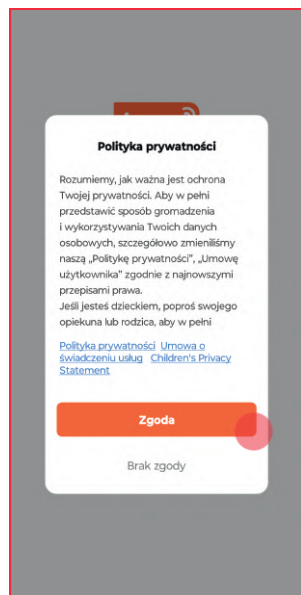 Polityka prywatności
Rozumiemy, jak ważna jest ochrona
Twojej prywatności. Aby w pełni
przedstawić sposób gromadzenia
i wykorzystywania Twoich danych
osobowych, szczegółowo zmieniliśmy
naszą „Politykę prywatności”, „Umowę
użytkownika” zgodnie z najnowszymi
przepisami prawa.
Jeśli jesteś dzieckiem, poproś swojego
opiekuna lub rodzica, aby w pełni
Polityka prywatności Umowa o
świadczeniu usług Children's Privacy
Statement
Zgoda
Brak zgody